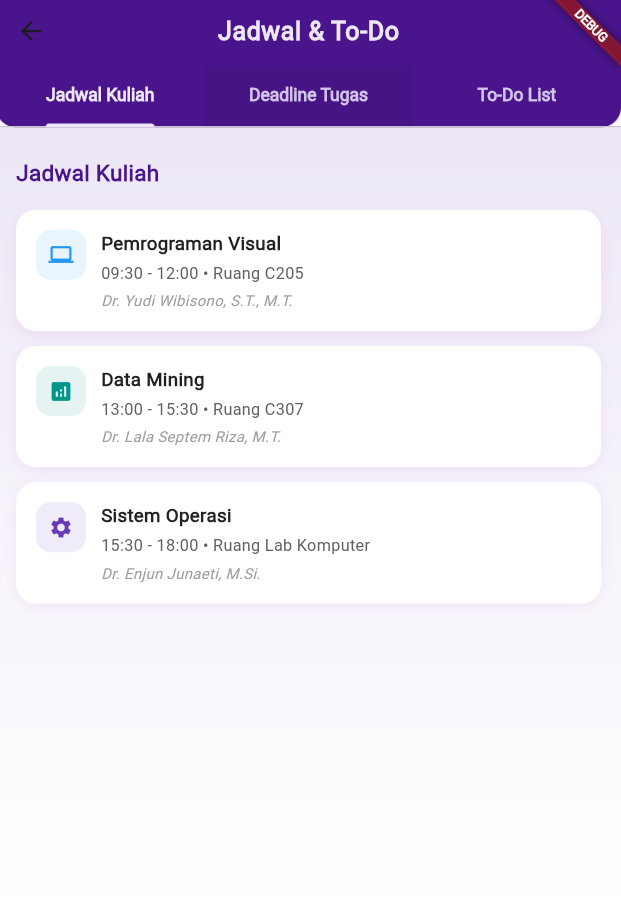 Jadwal & To-Do
DEBUG
Jadwal Kuliah
Deadline Tugas
To-Do List
Jadwal Kuliah
Pemrograman Visual
09:30 - 12:00 • Ruang C205
Dr. Yudi Wibisono, S.T., M.T.
Data Mining
13:00 - 15:30 • Ruang C307
Dr. Lala Septem Riza, M.T.
Sistem Operasi
15:30 - 18:00 • Ruang Lab Komputer
Dr. Enjun Junaeti, M.Si.